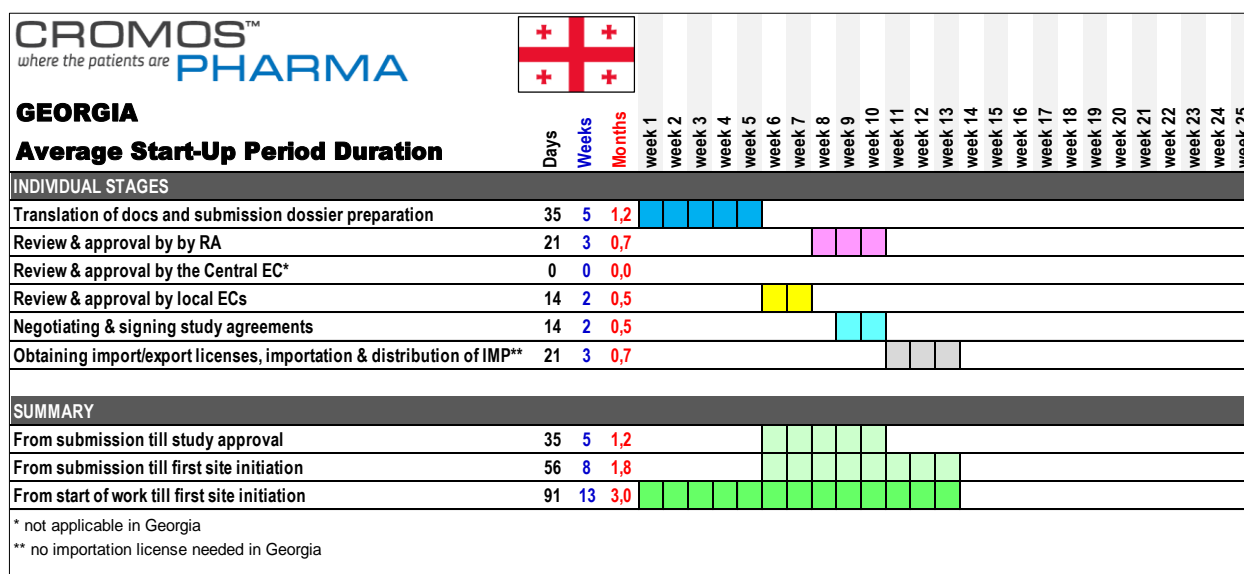 CROMOS™
where the patients are PHARMA
GEORGIA
Average Start-Up Period Duration
Days Weeks Months week 1 week 2 week 3 week 4 week 5 week 6 week 7 week 8 week 9 week 10 week 11 week 12 week 13 week 14 week 15 week 16 week 17 week 18 week 19 week 20 week 21 week 22 week 23 week 24 week 25
INDIVIDUAL STAGES
Translation of docs and submission dossier preparation 35 5 1,2
Review & approval by by RA 21 3 0,7
Review & approval by the Central EC* 0 0 0,0
Review & approval by local ECs 14 2 0,5
Negotiating & signing study agreements 14 2 0,5
Obtaining import/export licenses, importation & distribution of IMP** 21 3 0,7
SUMMARY
From submission till study approval 35 5 1,2
From submission till first site initiation 56 8 1,8
From start of work till first site initiation 91 13 3,0
* not applicable in Georgia
** no importation license needed in Georgia